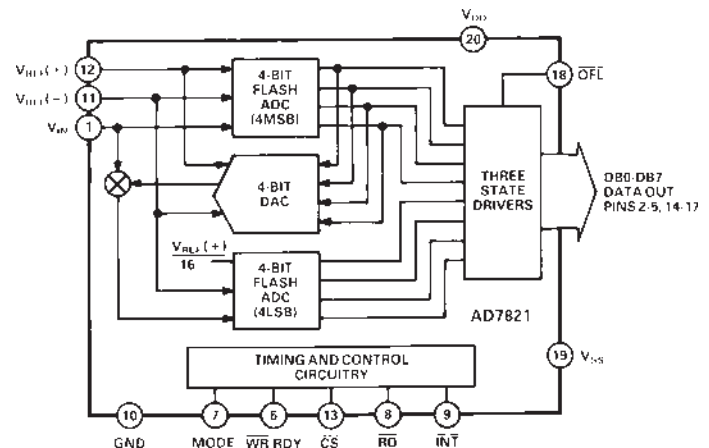 VDD
20
VREF(+) 12
VREF(−) 11
VIN 1
4-BIT
FLASH
ADC
(4MSB)
18 OFL
4-BIT
DAC
THREE
STATE
DRIVERS
DB0-DB7
DATA OUT
PINS 2-5, 14-17
VREF(+)
16
4-BIT
FLASH
ADC
(4LSB)
AD7821
19 VSS
TIMING AND CONTROL
CIRCUITRY
10 7 6 13 8 9
GND MODE WR RDY CS RD INT